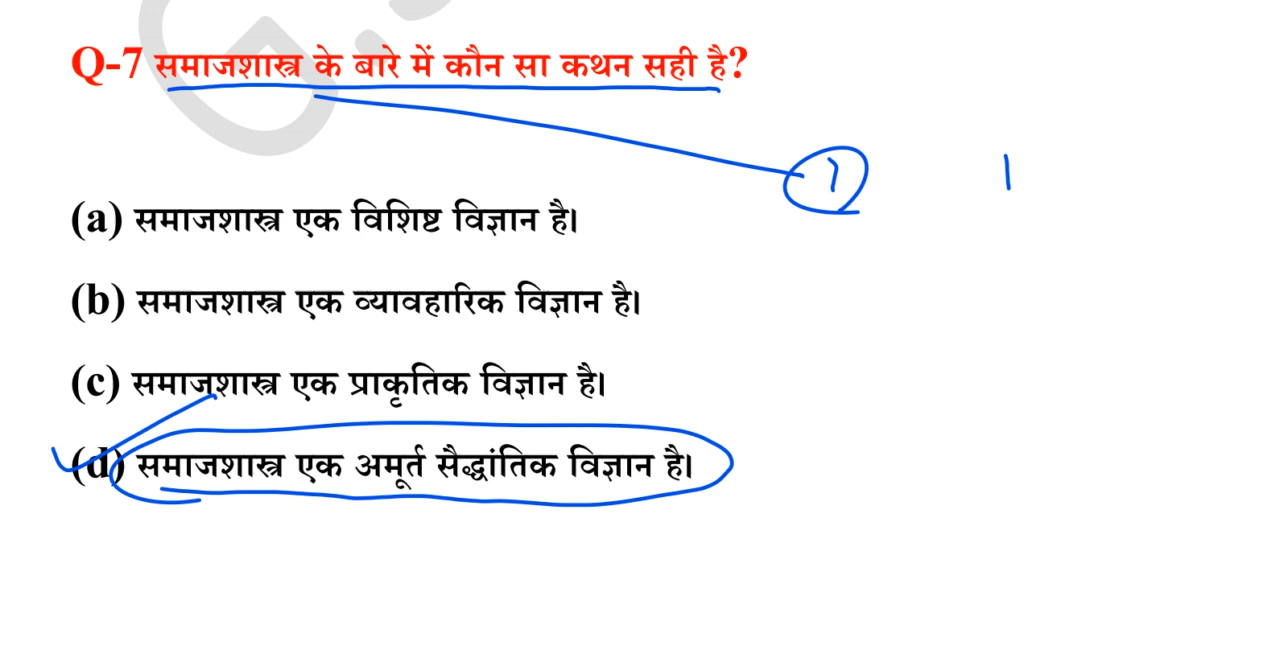 Q-7 समाजशास्त्र के बारे में कौन सा कथन सही है?
(a) समाजशास्त्र एक विशिष्ट विज्ञान है।
(b) समाजशास्त्र एक व्यावहारिक विज्ञान है।
(c) समाजशास्त्र एक प्राकृतिक विज्ञान है।
(d) समाजशास्त्र एक अमूर्त सैद्धांतिक विज्ञान है।